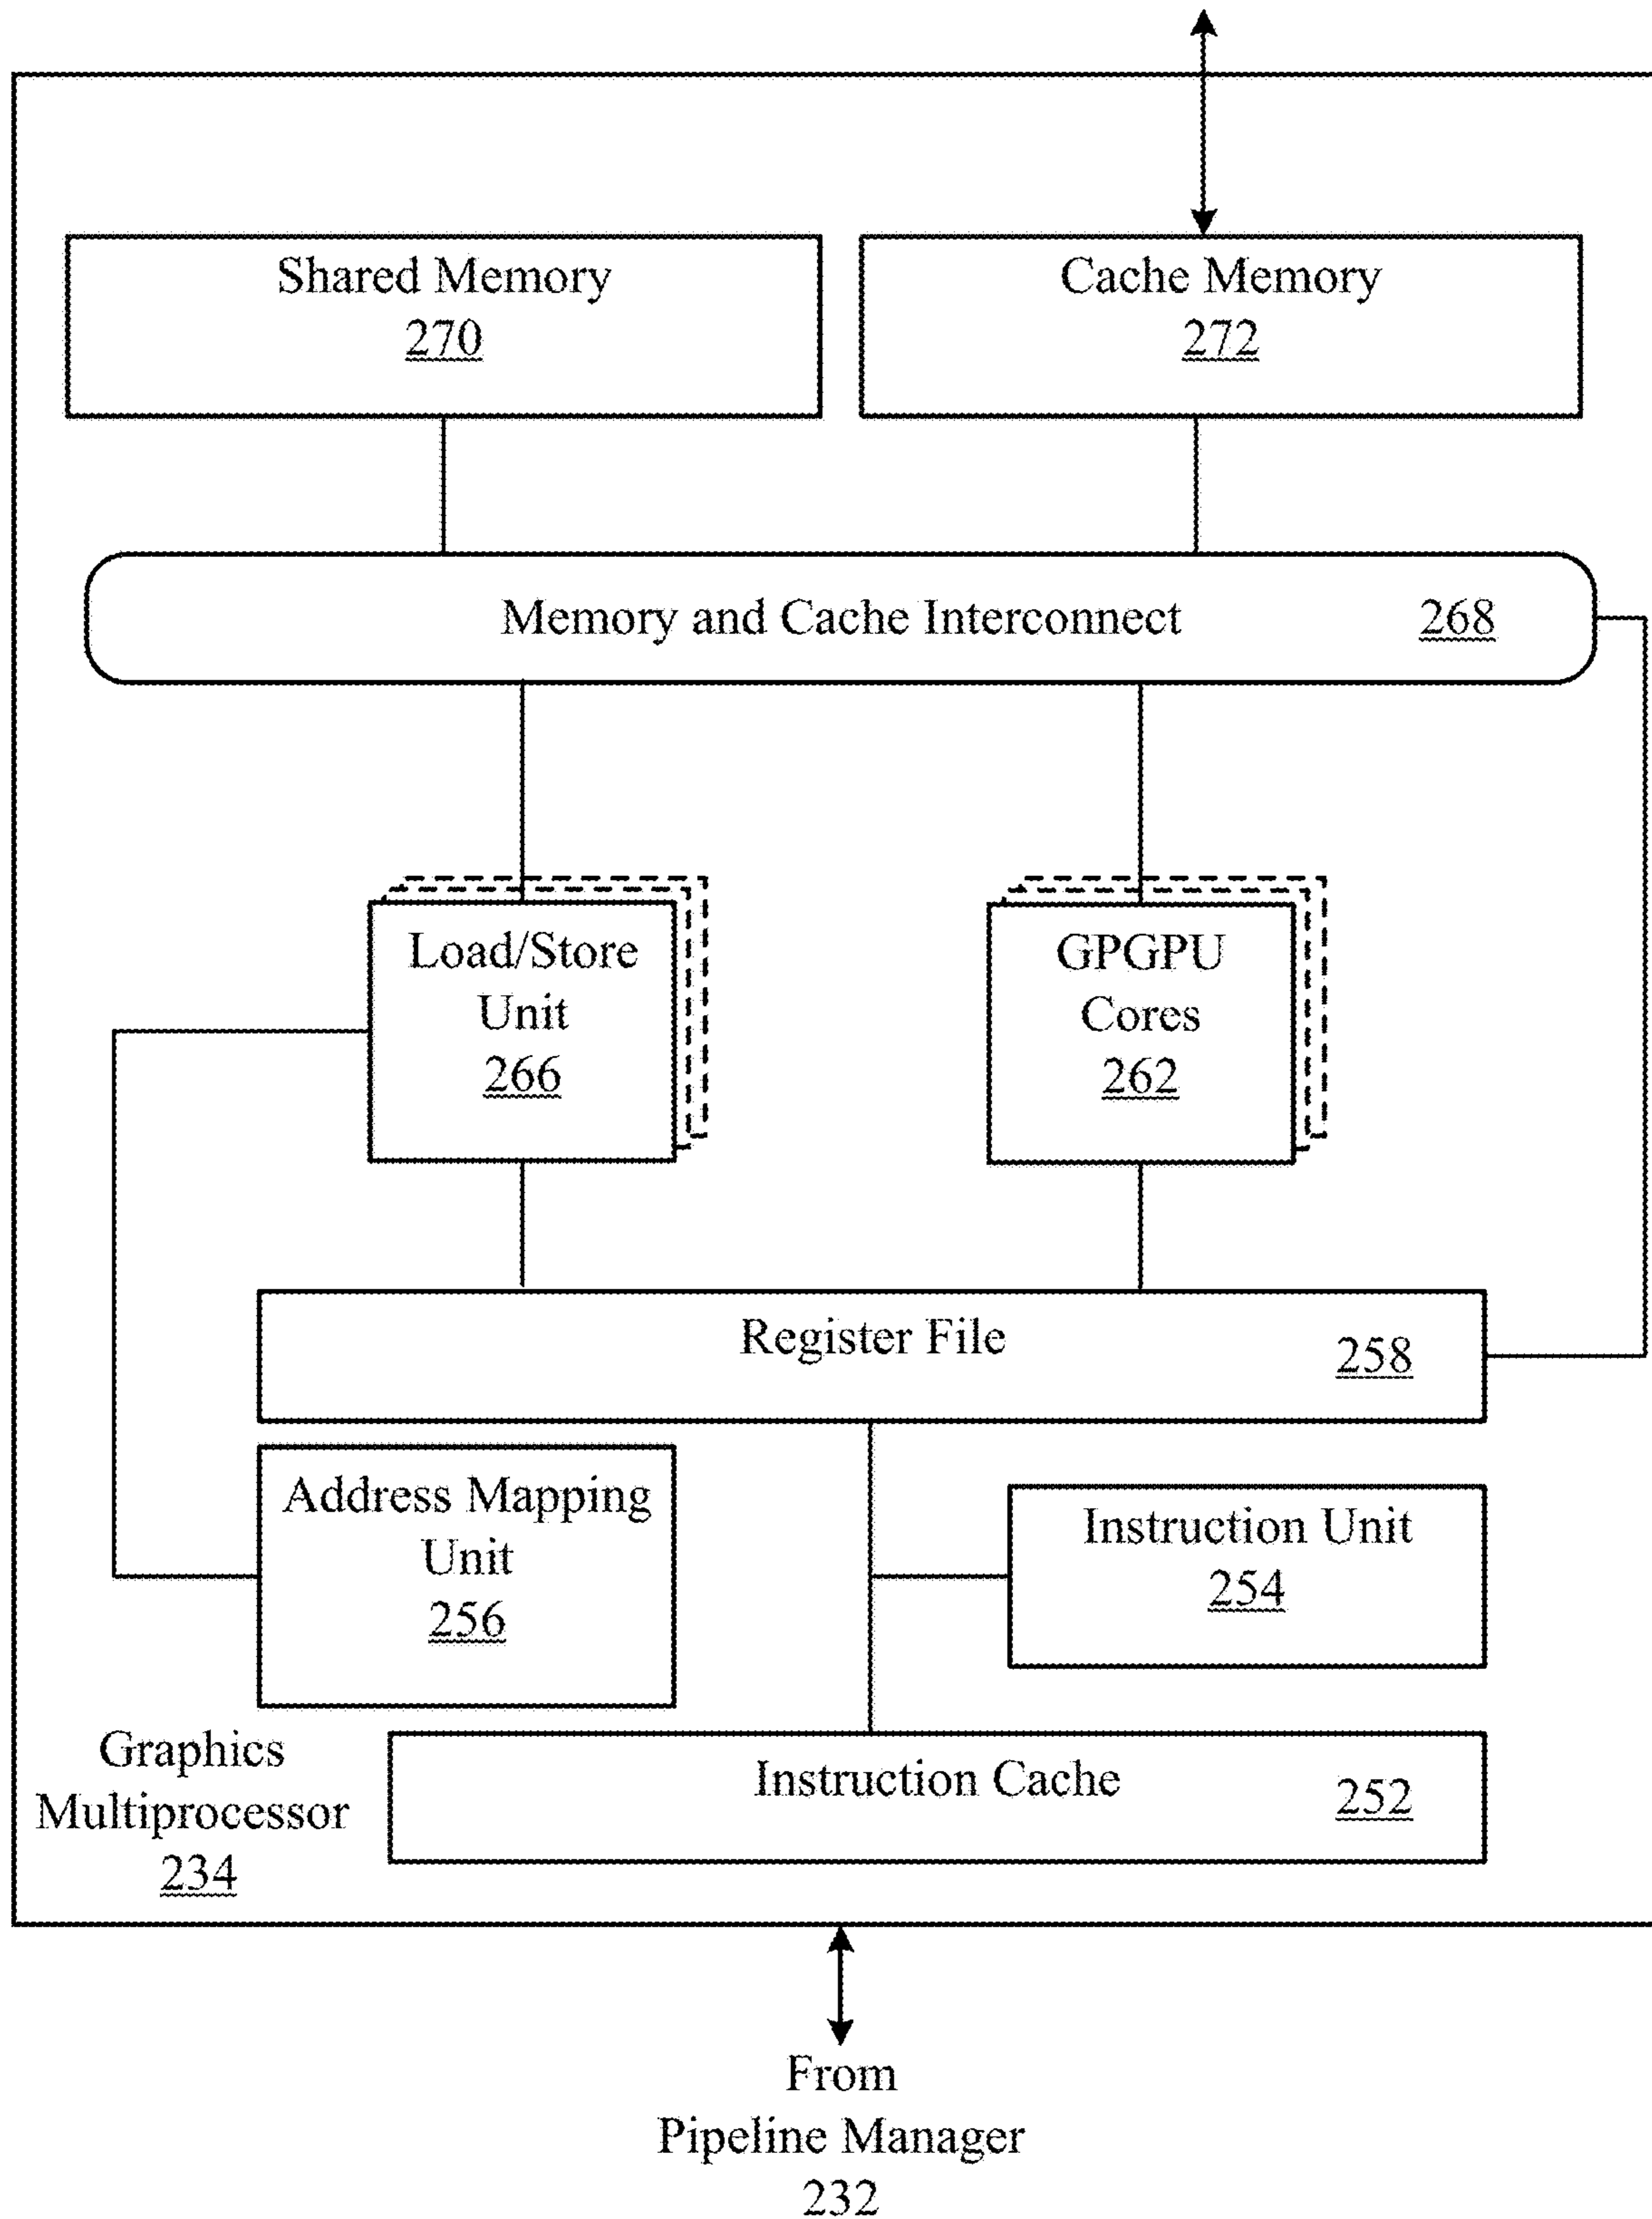 Shared Memory
270
Cache Memory
272
Memory and Cache Interconnect 268
Load/Store
Unit
266
GPGPU
Cores
262
Register File 258
Address Mapping
Unit
256
Instruction Unit
254
Graphics
Multiprocessor
234
Instruction Cache 252
From
Pipeline Manager
232